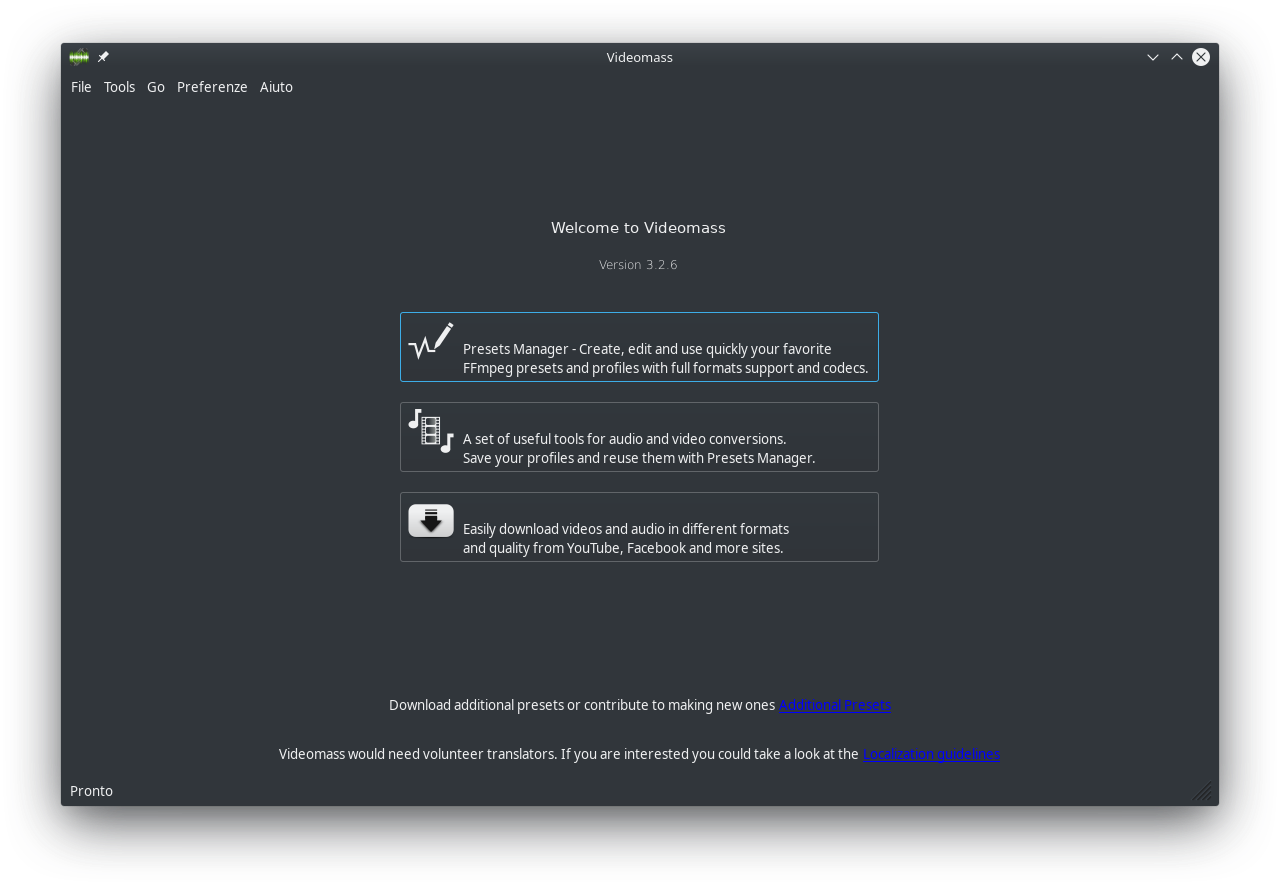 Videomass
File Tools Go Preferenze Aiuto
Welcome to Videomass
Version 3.2.6
Presets Manager - Create, edit and use quickly your favorite
FFmpeg presets and profiles with full formats support and codecs.
A set of useful tools for audio and video conversions.
Save your profiles and reuse them with Presets Manager.
Easily download videos and audio in different formats
and quality from YouTube, Facebook and more sites.
Download additional presets or contribute to making new ones Additional Presets
Videomass would need volunteer translators. If you are interested you could take a look at the Localization guidelines
Pronto